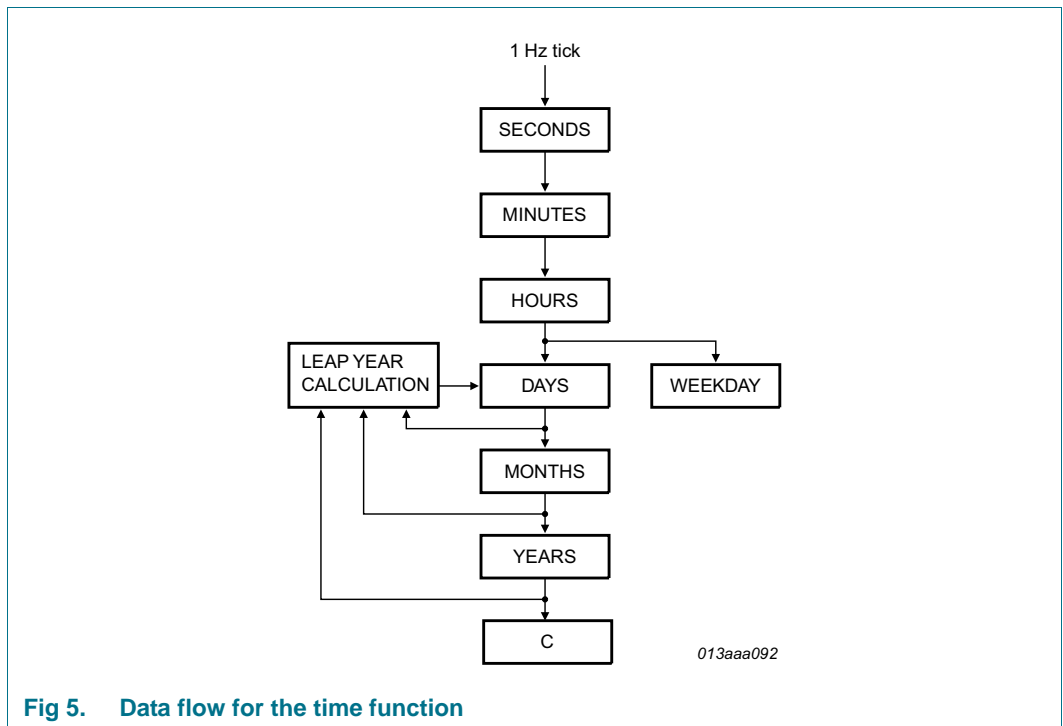 1 Hz tick
SECONDS
MINUTES
HOURS
LEAP YEAR
CALCULATION
DAYS
WEEKDAY
MONTHS
YEARS
C
013aaa092
Fig 5. Data flow for the time function